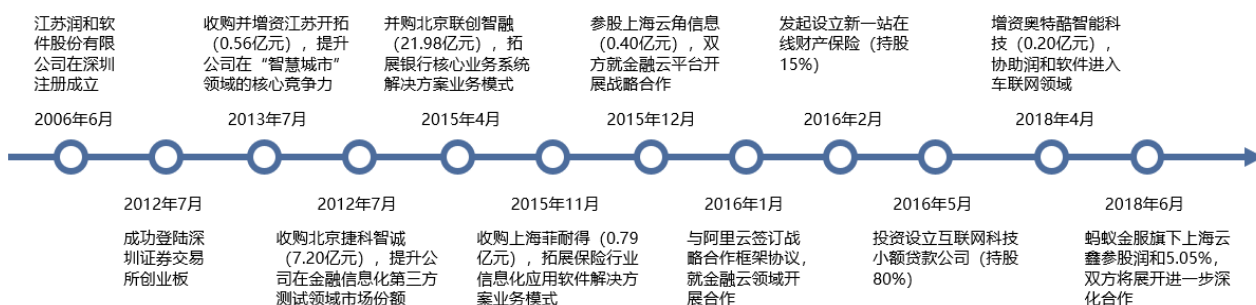 江苏润和软
件股份有限
公司在深圳
注册成立
2006年6月
2012年7月
成功登陆深
圳证券交易
所创业板
收购并增资江苏开拓
（0.56亿元），提升
公司在“智慧城市”
领域的核心竞争力
2013年7月
2012年7月
收购北京捷科智诚
（7.20亿元），提升公
司在金融信息化第三方
测试领域市场份额
并购北京联创智融
（21.98亿元），拓
展银行核心业务系统
解决方案业务模式
2015年4月
2015年11月
收购上海菲耐得（0.79
亿元），拓展保险行业
信息化应用软件解决方
案业务模式
参股上海云角信息
（0.40亿元），双
方就金融云平台开
展战略合作
2015年12月
2016年1月
与阿里云签订战
略合作框架协议，
就金融云领域开
展合作
发起设立新一站在
线财产保险（持股
15%)
2016年2月
2016年5月
投资设立互联网科技
小额贷款公司（持股
80%）
增资奥特酷智能科
技（0.20亿元），
协助润和软件进入
车联网领域
2018年4月
2018年6月
蚂蚁金服旗下上海云
鑫参股润和5.05%，
双方将展开进一步深
化合作